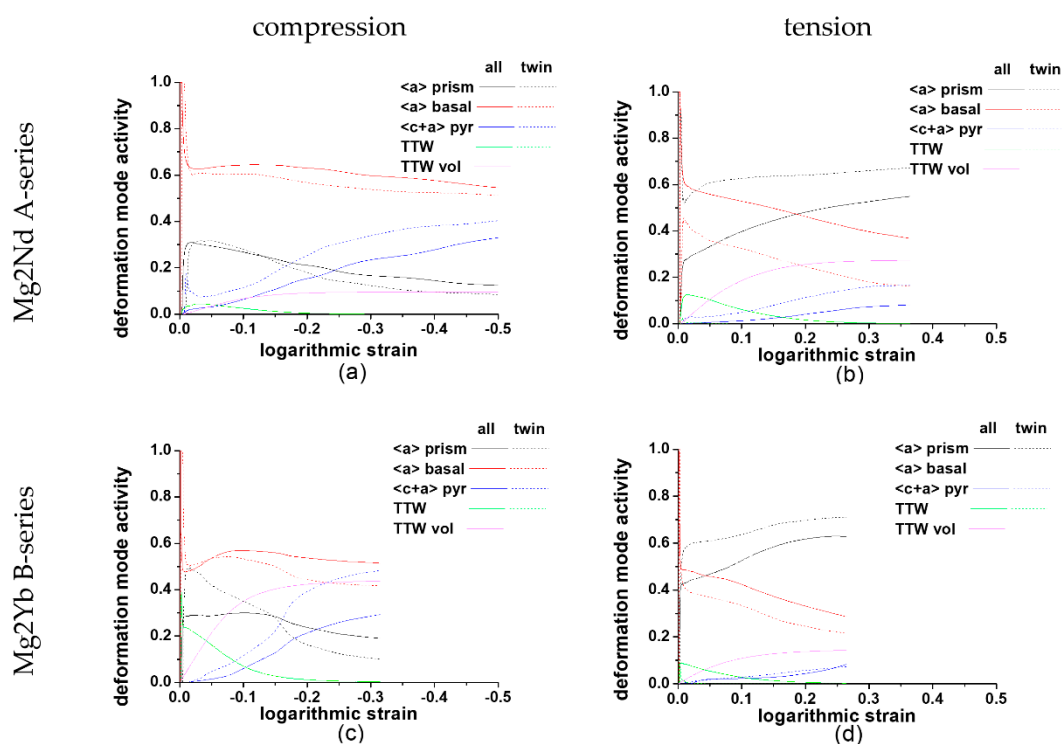 compression
tension
Mg2Nd A-series
deformation mode activity
1.0
0.8
0.6
0.4
0.2
0.0
all twin
<a> prism
<a> basal
<c+a> pyr
TTW
TTW vol
0.0 -0.1 -0.2 -0.3 -0.4 -0.5
logarithmic strain
(a)
deformation mode activity
1.0
0.8
0.6
0.4
0.2
0.0
all twin
<a> prism
<a> basal
<c+a> pyr
TTW
TTW vol
0.0 0.1 0.2 0.3 0.4 0.5
logarithmic strain
(b)
Mg2Yb B-series
deformation mode activity
1.0
0.8
0.6
0.4
0.2
0.0
all twin
<a> prism
<a> basal
<c+a> pyr
TTW
TTW vol
0.0 -0.1 -0.2 -0.3 -0.4 -0.5
logarithmic strain
(c)
deformation mode activity
1.0
0.8
0.6
0.4
0.2
0.0
all twin
<a> prism
<a> basal
<c+a> pyr
TTW
TTW vol
0.0 0.1 0.2 0.3 0.4 0.5
logarithmic strain
(d)